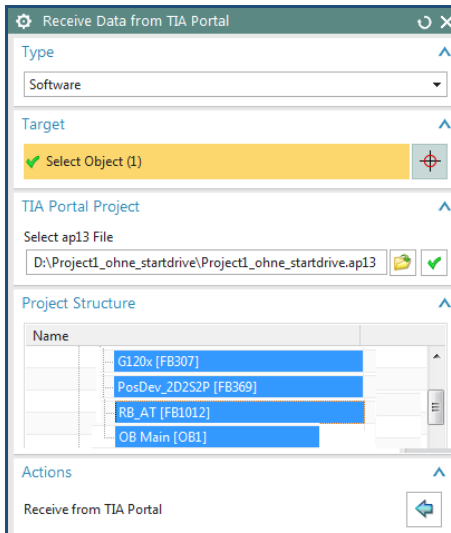 Receive Data from TIA Portal
Type
Software
Target
Select Object (1)
TIA Portal Project
Select ap13 File
D:\Project1_ohne_startdrive\Project1_ohne_startdrive.ap13
Project Structure
Name
G120x [FB307]
PosDev_2D2S2P [FB369]
RB_AT [FB1012]
OB Main [OB1]
Actions
Receive from TIA Portal